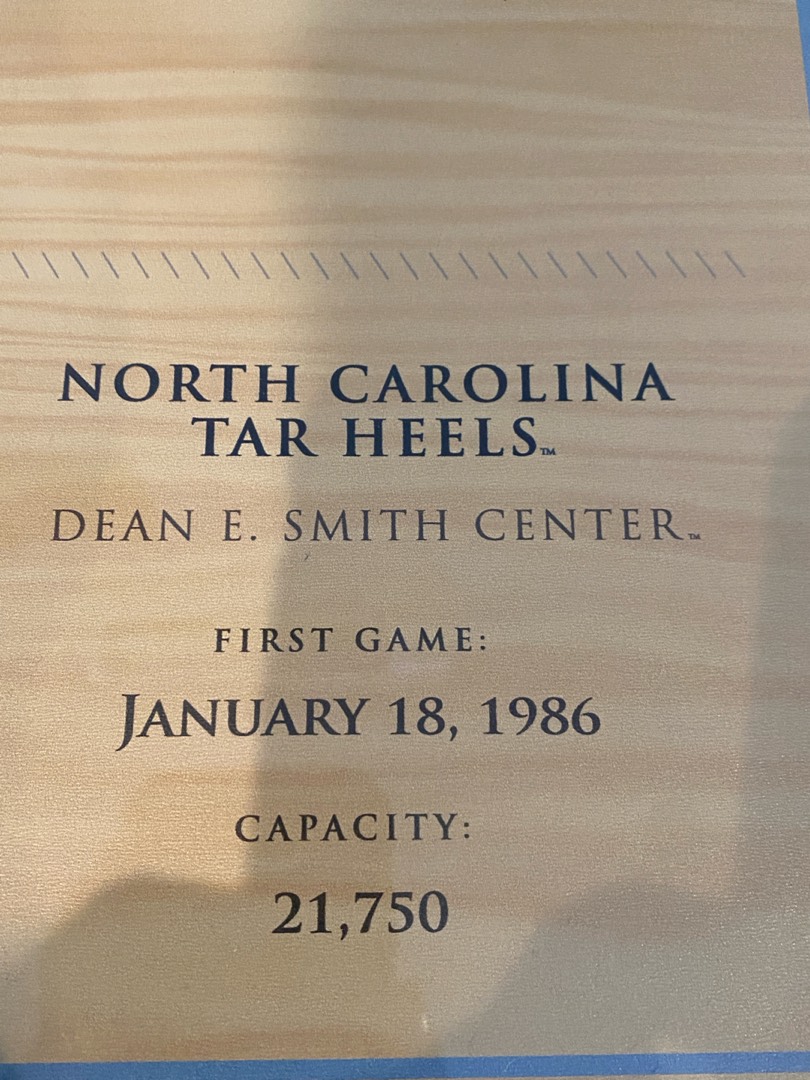 NORTH CAROLINA
TAR HEELS™
DEAN E. SMITH CENTER™
FIRST GAME:
JANUARY 18, 1986
CAPACITY:
21,750